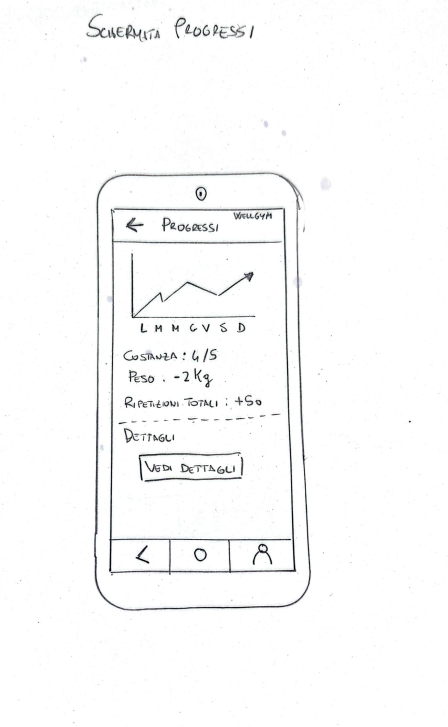 SCHERMATA PROGRESSI
WELLGYM
← PROGRESSI
L M M G V S D
COSTANZA : 4/5
PESO : -2 Kg
RIPETIZIONI TOTALI : +50
DETTAGLI
VEDI DETTAGLI